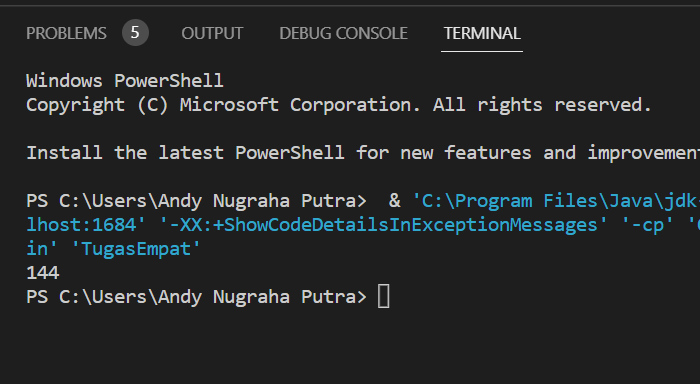 PROBLEMS 5 OUTPUT DEBUG CONSOLE TERMINAL
Windows PowerShell
Copyright (C) Microsoft Corporation. All rights reserved.
Install the latest PowerShell for new features and improvemen
PS C:\Users\Andy Nugraha Putra>  & 'C:\Program Files\Java\jdk-
lhost:1684' '-XX:+ShowCodeDetailsInExceptionMessages' '-cp' 'C
in' 'TugasEmpat'
144
PS C:\Users\Andy Nugraha Putra>